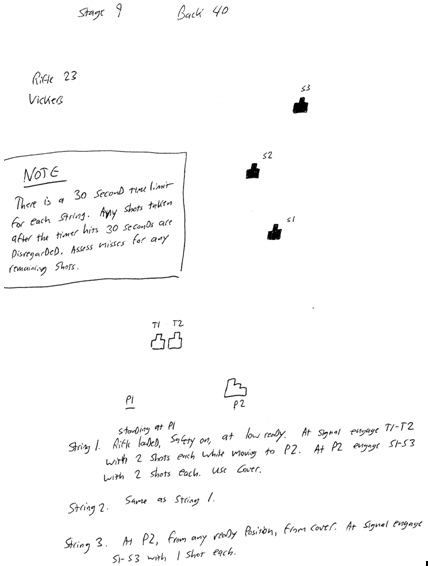 Stage 9 Back 40
Rifle 23
Vickers
S3
S2
S1
NOTE
There is a 30 second time limit
for each string. Any shots taken
after the timer hits 30 seconds are
Disregarded. Assess misses for any
remaining shots.
T1 T2
P1
P2
standing at P1
String 1. Rifle loaded, Safety on, at low ready. At signal engage T1-T2
with 2 shots each while moving to P2. At P2 engage S1-S3
with 2 shots each. Use Cover.
String 2. Same as String 1.
String 3. At P2, from any ready position, from cover. At signal engage
S1-S3 with 1 shot each.